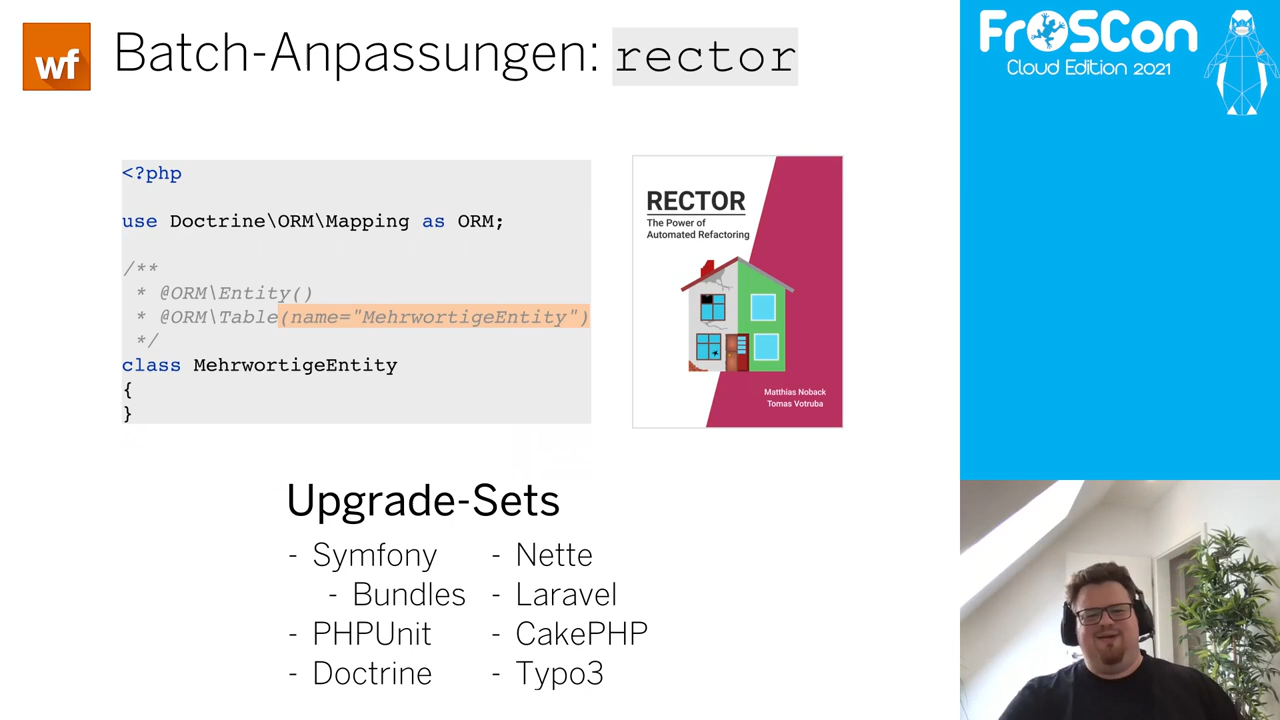 wf
Batch-Anpassungen: rector
FrOSCon
Cloud Edition 2021
<?php
use Doctrine\ORM\Mapping as ORM;
/**
* @ORM\Entity()
* @ORM\Table(name="MehrwortigeEntity")
*/
class MehrwortigeEntity
{
}
RECTOR
The Power of
Automated Refactoring
Matthias Noback
Tomas Votruba
Upgrade-Sets
- Symfony
- Bundles
- PHPUnit
- Doctrine
- Nette
- Laravel
- CakePHP
- Typo3